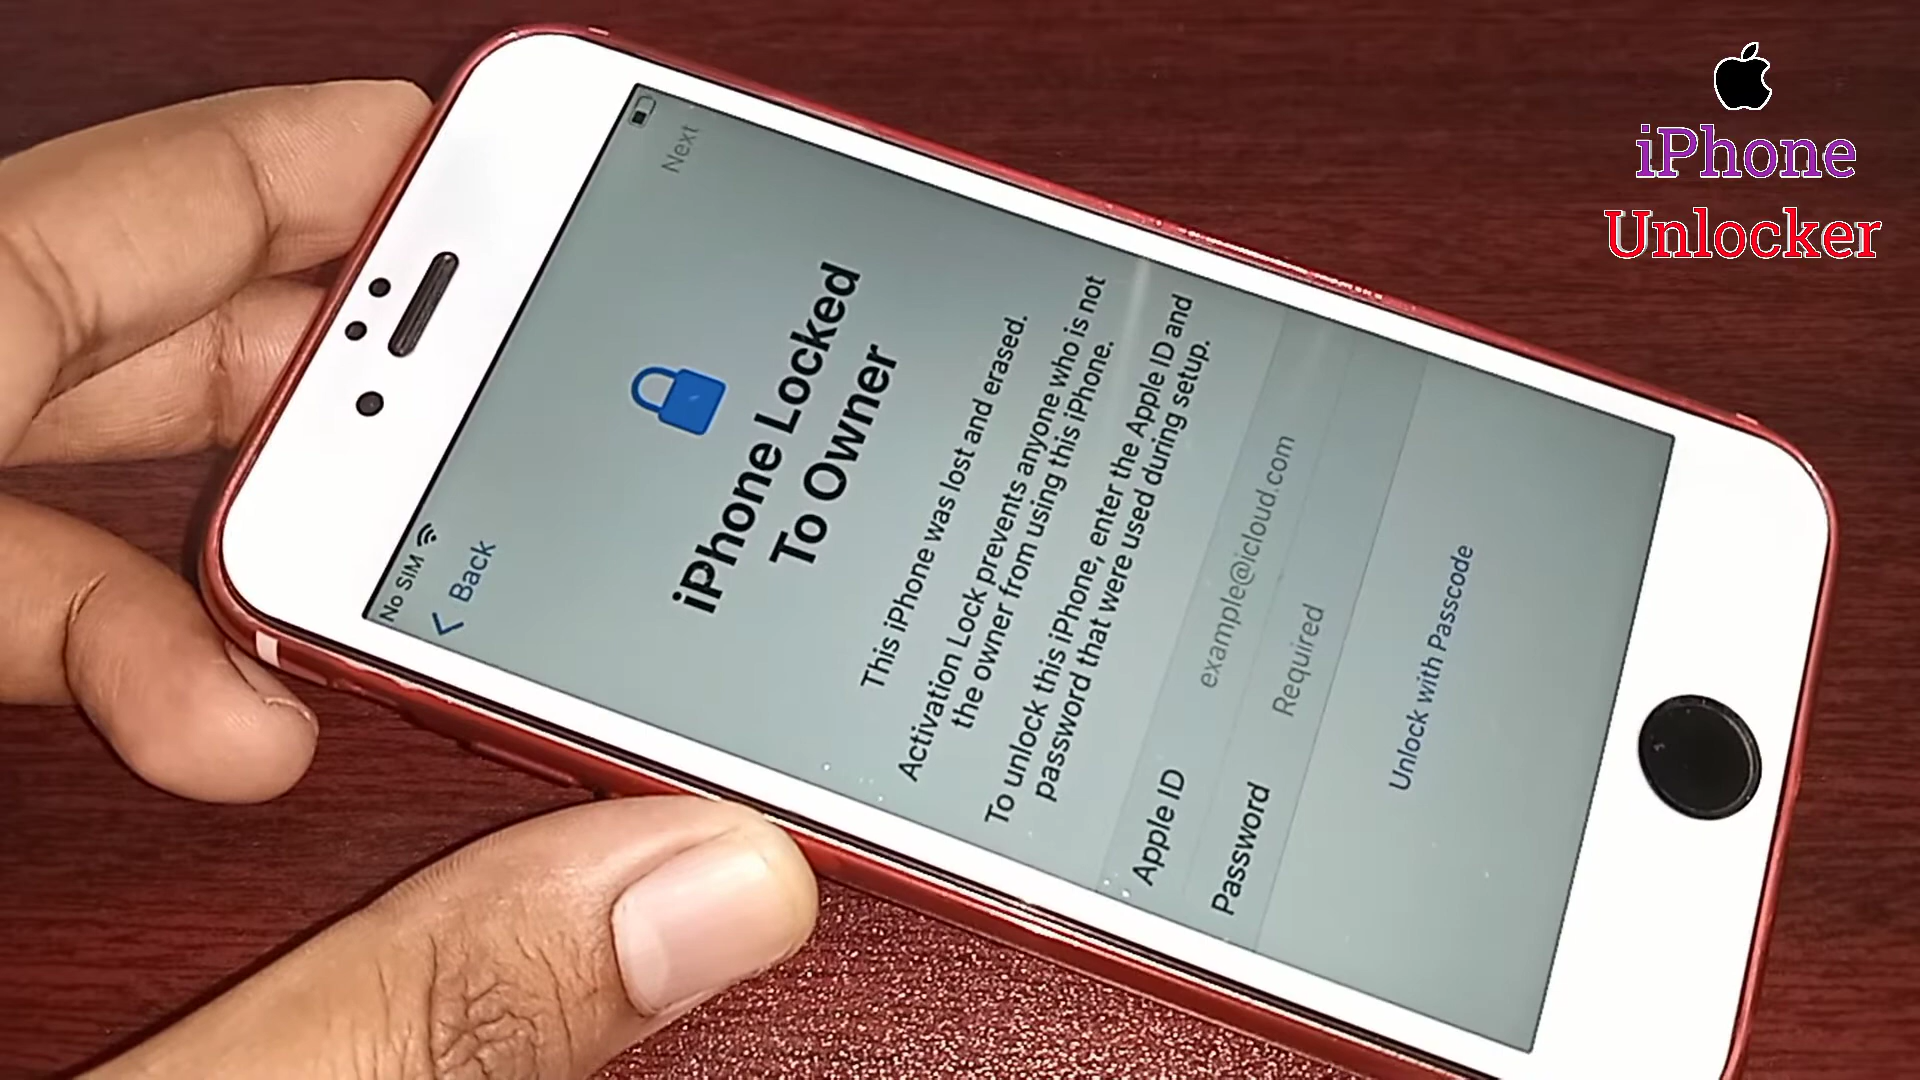 No SIM
Back
Next
iPhone Locked
To Owner
This iPhone was lost and erased.
Activation Lock prevents anyone who is not
the owner from using this iPhone.
To unlock this iPhone, enter the Apple ID and
password that were used during setup.
Apple ID example@icloud.com
Password Required
Unlock with Passcode
iPhone
Unlocker